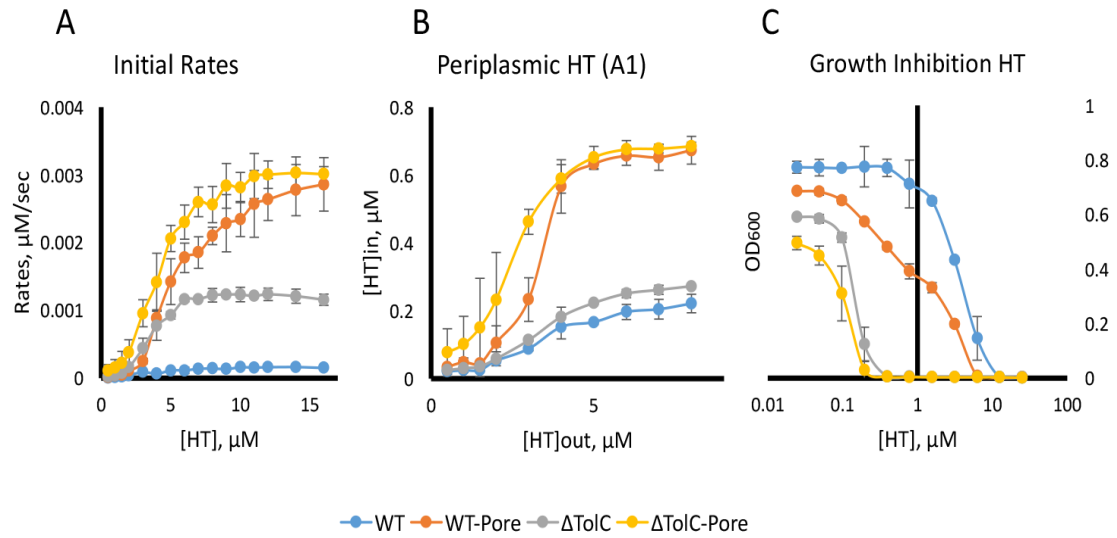 A
B
C
Initial Rates
Periplasmic HT (A1)
Growth Inhibition HT
Rates, µM/sec
0.004
0.003
0.002
0.001
0
0
5
10
15
[HT], µM
[HT]in, µM
0.8
0.6
0.4
0.2
0
0
5
[HT]out, µM
OD600
1
0.8
0.6
0.4
0.2
0
0.01
0.1
1
10
100
[HT], µM
WT WT-Pore ΔTolC ΔTolC-Pore